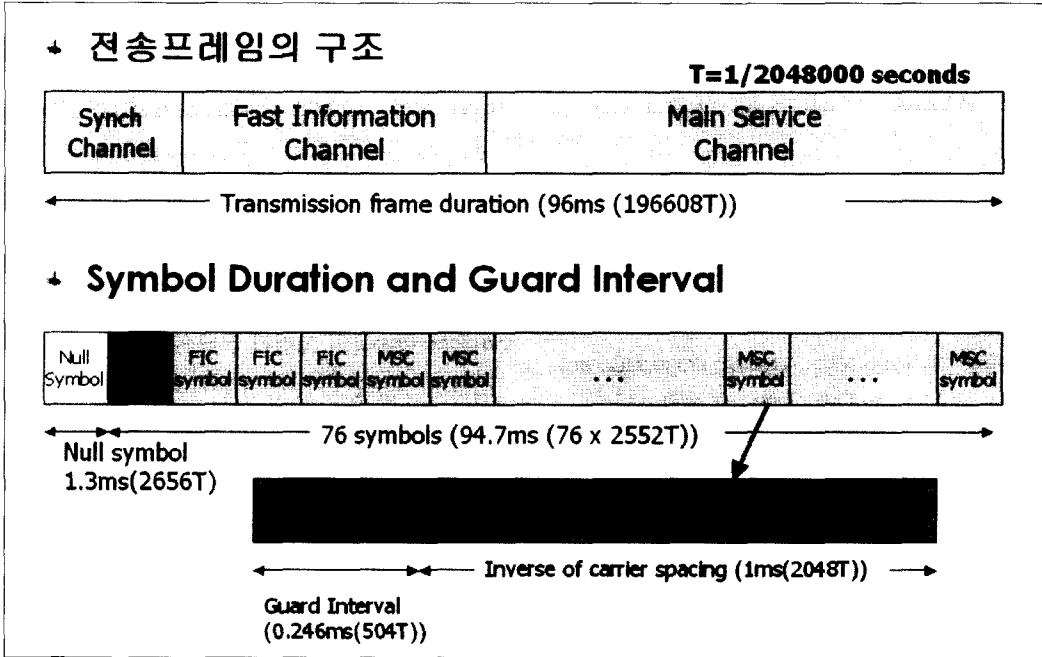 전송프레임의 구조
T=1/2048000 seconds
Synch
Channel
Fast Information
Channel
Main Service
Channel
Transmission frame duration (96ms (196608T))
Symbol Duration and Guard Interval
Null
Symbol
FIC
symbol
FIC
symbol
FIC
symbol
MSC
symbol
MSC
symbol
...
MSC
symbol
...
MSC
symbol
76 symbols (94.7ms (76 x 2552T))
Null symbol
1.3ms(2656T)
Inverse of carrier spacing (1ms(2048T))
Guard Interval
(0.246ms(504T))